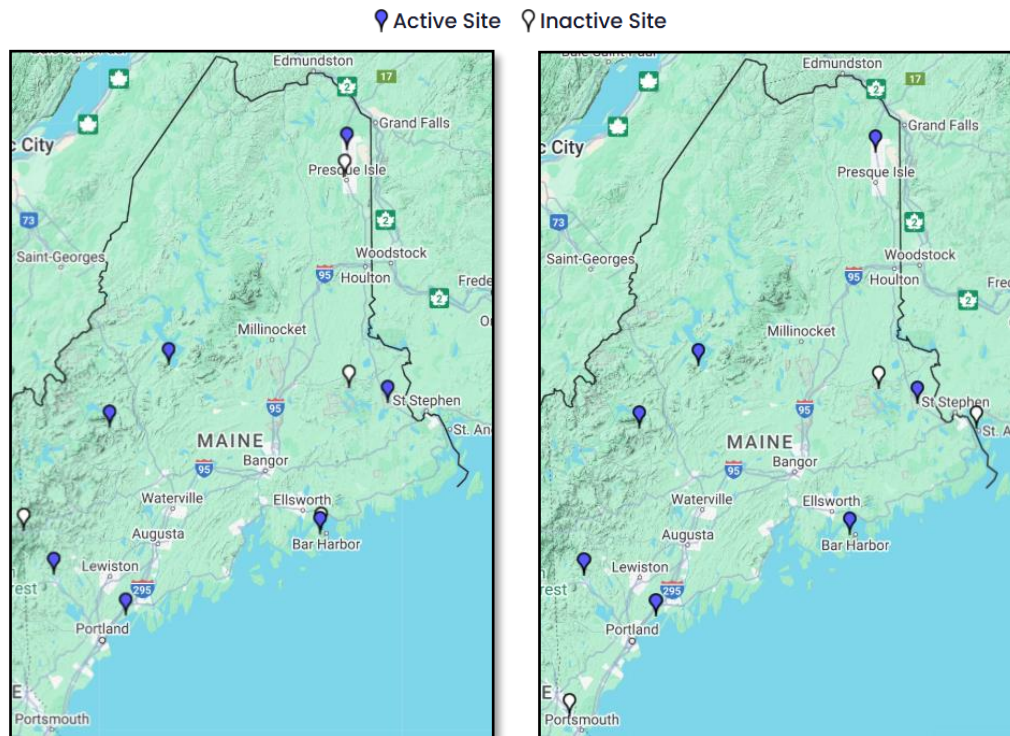 Active Site Inactive Site
Edmundston
17
2
Grand Falls
c City
Presque Isle
73
2
Saint-Georges
Woodstock
95
Houlton
Frede
2
Millinocket
95
St Stephen
MAINE
St. An
95
Bangor
Waterville
Ellsworth
Augusta
Bar Harbor
Lewiston
rest
295
Portland
E
Portsmouth
Edmundston
17
2
Grand Falls
c City
Presque Isle
73
2
Saint-Georges
Woodstock
95
Houlton
Fred
2
Millinocket
95
St Stephen
MAINE
St. A
95
Bangor
Waterville
Ellsworth
Augusta
Bar Harbor
Lewiston
rest
295
Portland
E
Portsmouth